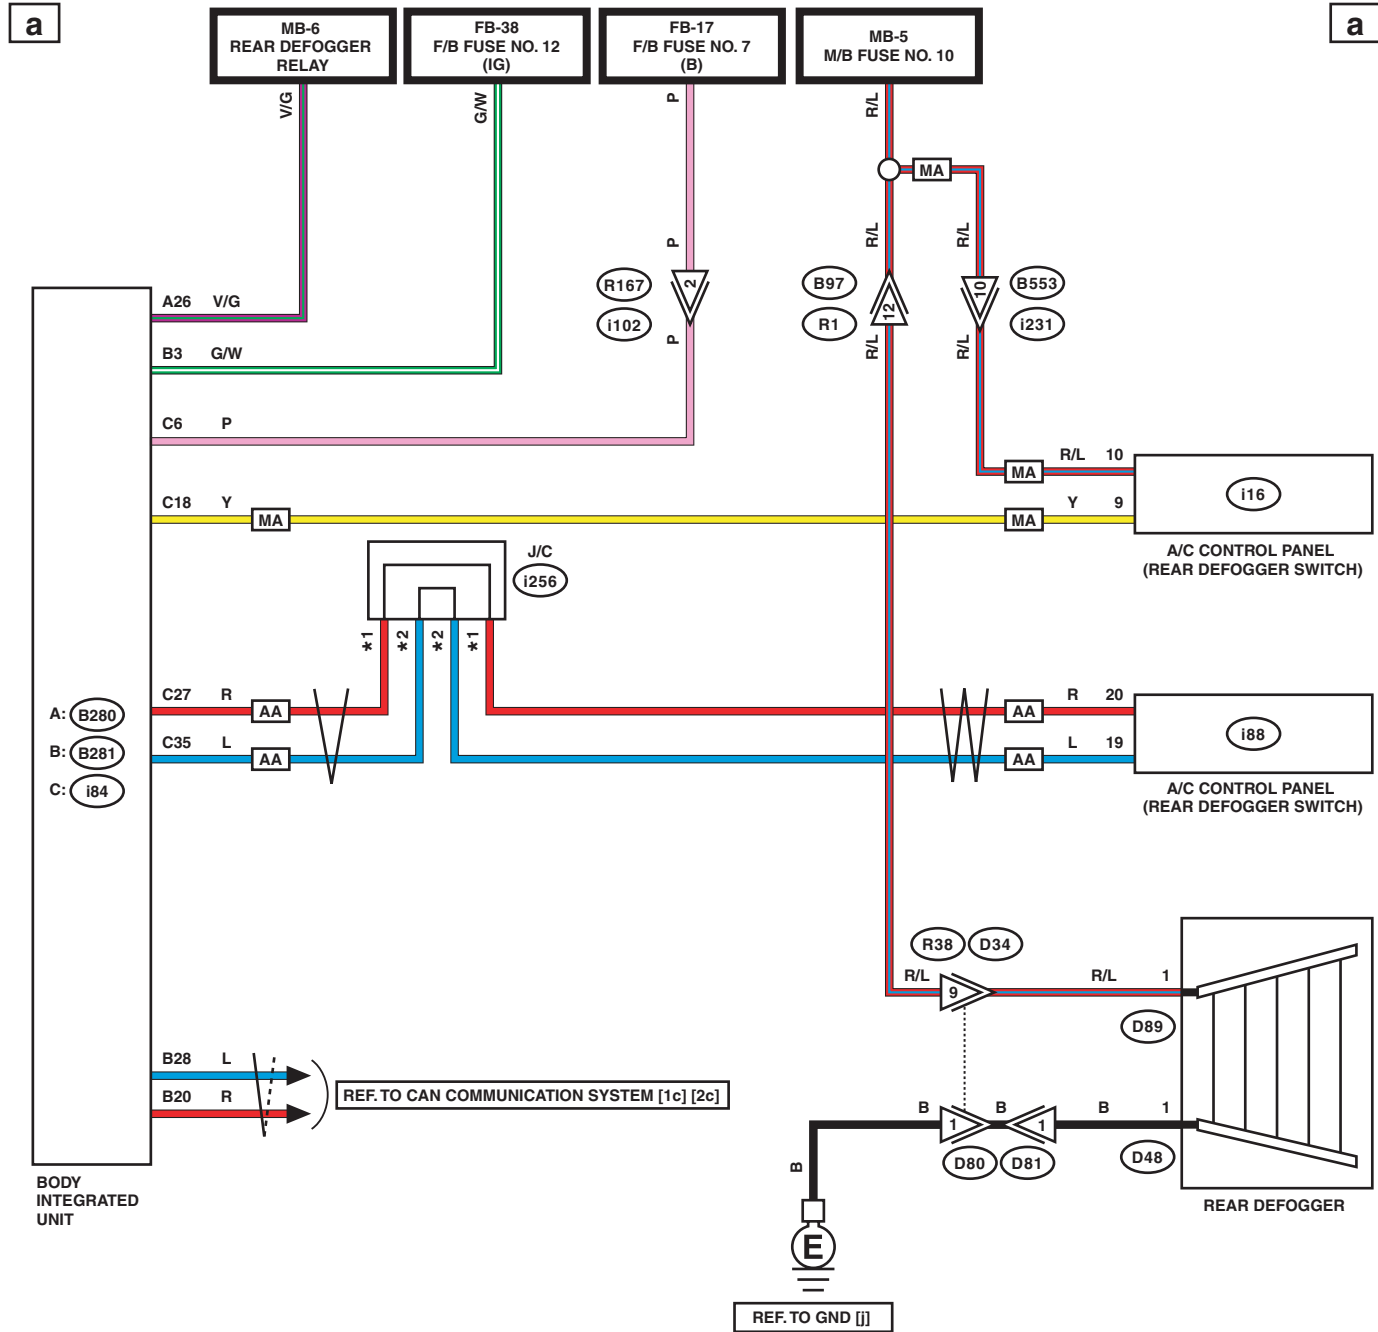 a
MB-6
REAR DEFOGGER
RELAY
FB-38
F/B FUSE NO. 12
(IG)
FB-17
F/B FUSE NO. 7
(B)
MB-5
M/B FUSE NO. 10
a
V/G
G/W
P
R/L
MA
P
R/L
R/L
R167
i102
2
B97
R1
12
10
B553
i231
P
R/L
R/L
A26 V/G
B3 G/W
C6 P
C18 Y
MA
MA
R/L 10
MA
Y 9
i16
A/C CONTROL PANEL
(REAR DEFOGGER SWITCH)
J/C
i256
*1
*2
*2
*1
C27 R
AA
AA
R 20
C35 L
AA
AA
L 19
i88
A/C CONTROL PANEL
(REAR DEFOGGER SWITCH)
A: B280
B: B281
C: i84
R38
D34
R/L
9
R/L 1
D89
B28 L
B20 R
REF. TO CAN COMMUNICATION SYSTEM [1c] [2c]
B
1
B
1
B 1
D80
D81
D48
B
BODY
INTEGRATED
UNIT
REAR DEFOGGER
E
REF. TO GND [j]